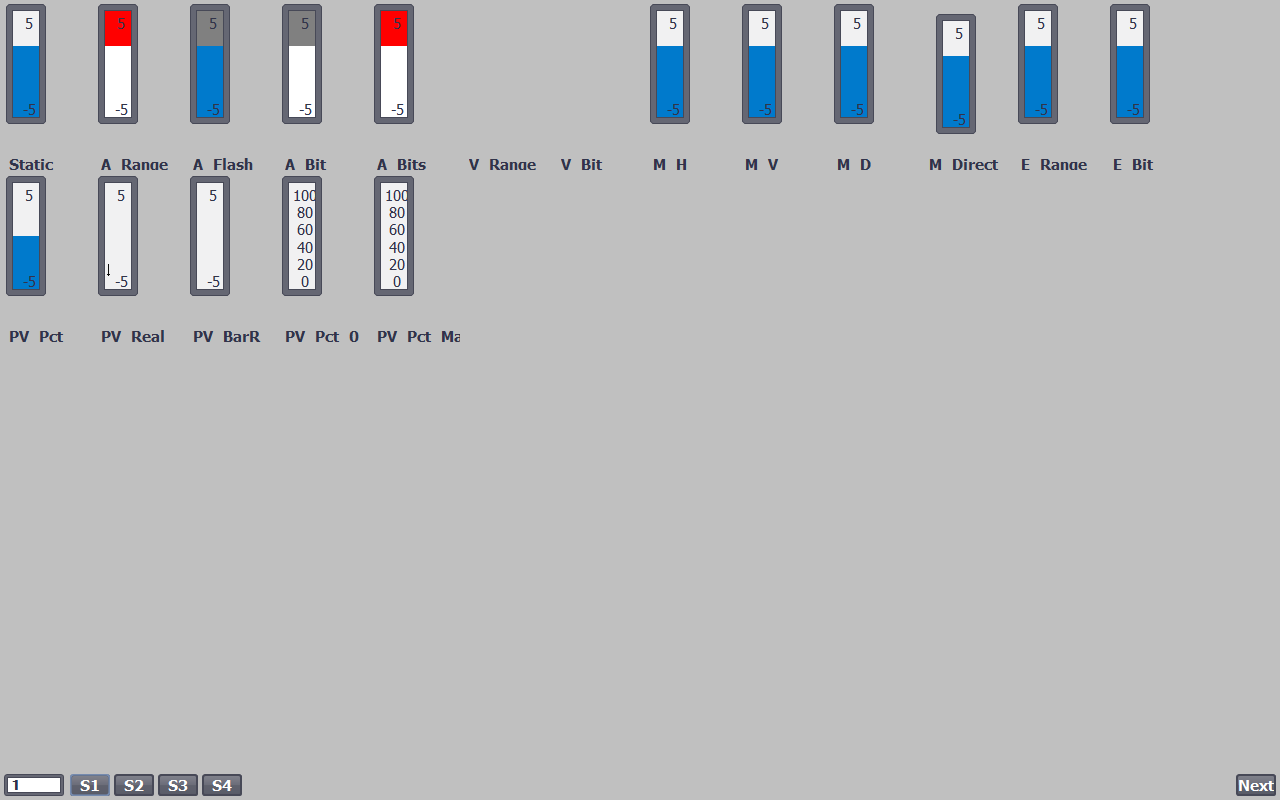 5 5 5 5 5 5 5 5 5 5 5
-5 -5 -5 -5 -5 -5 -5 -5 -5 -5 -5
Static A Range A Flash A Bit A Bits V Range V Bit M H M V M D M Direct E Range E Bit
5 5 5 100 100
80 80
60 60
40 40
20 20
-5 -5 -5 0 0
PV Pct PV Real PV BarR PV Pct 0 PV Pct Ma
1 S1 S2 S3 S4 Next